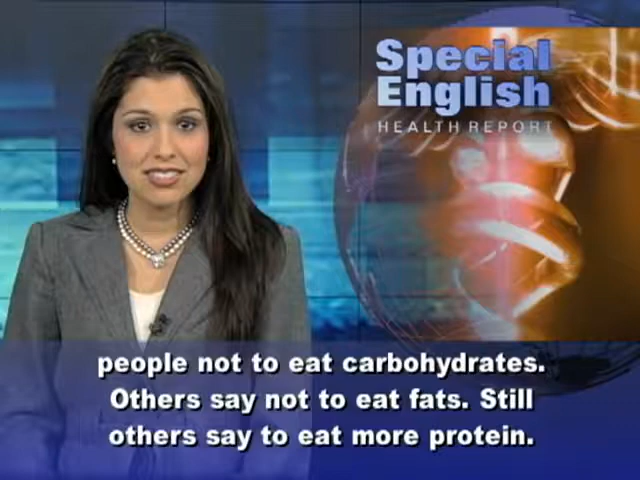 Special
English
HEALTH REPORT
people not to eat carbohydrates.
Others say not to eat fats. Still
others say to eat more protein.